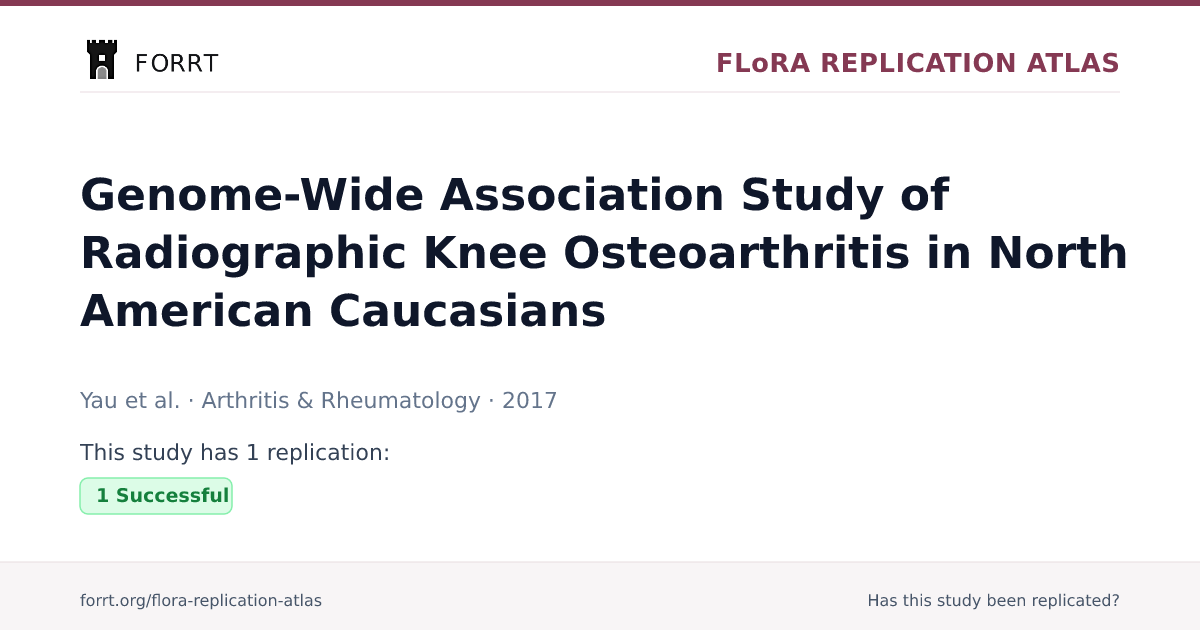 FORRT
FLoRA REPLICATION ATLAS
Genome-Wide Association Study of
Radiographic Knee Osteoarthritis in North
American Caucasians
Yau et al. · Arthritis & Rheumatology · 2017
This study has 1 replication:
1 Successful
forrt.org/flora-replication-atlas
Has this study been replicated?